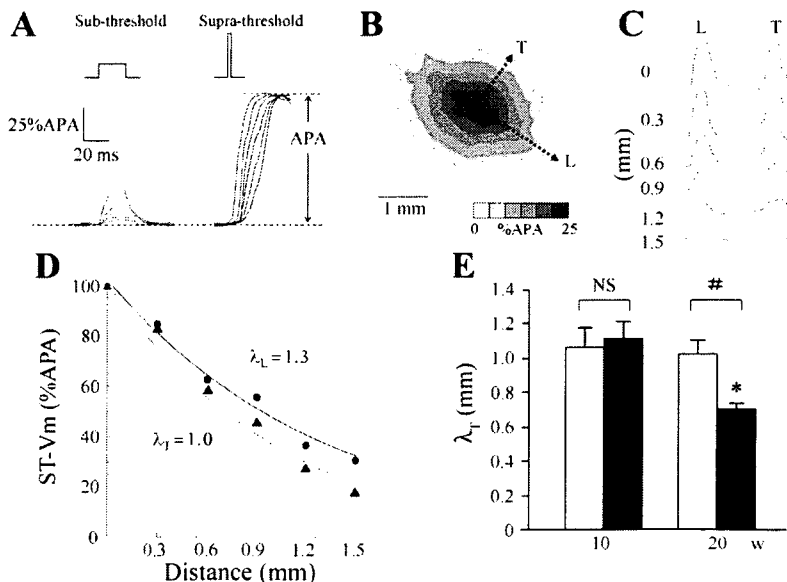 A
Sub-threshold
Supra-threshold
25%APA
20 ms
APA
B
T
L
1 mm
0 %APA 25
C
L T
(mm)
0
0.3
0.6
0.9
1.2
1.5
D
ST-Vm (%APA)
100
80
60
40
20
0
λL = 1.3
λT = 1.0
0.3 0.6 0.9 1.2 1.5
Distance (mm)
E
λT (mm)
1.4
1.2
1.0
0.8
0.6
0.4
0.2
0
NS
#
*
10 20 w